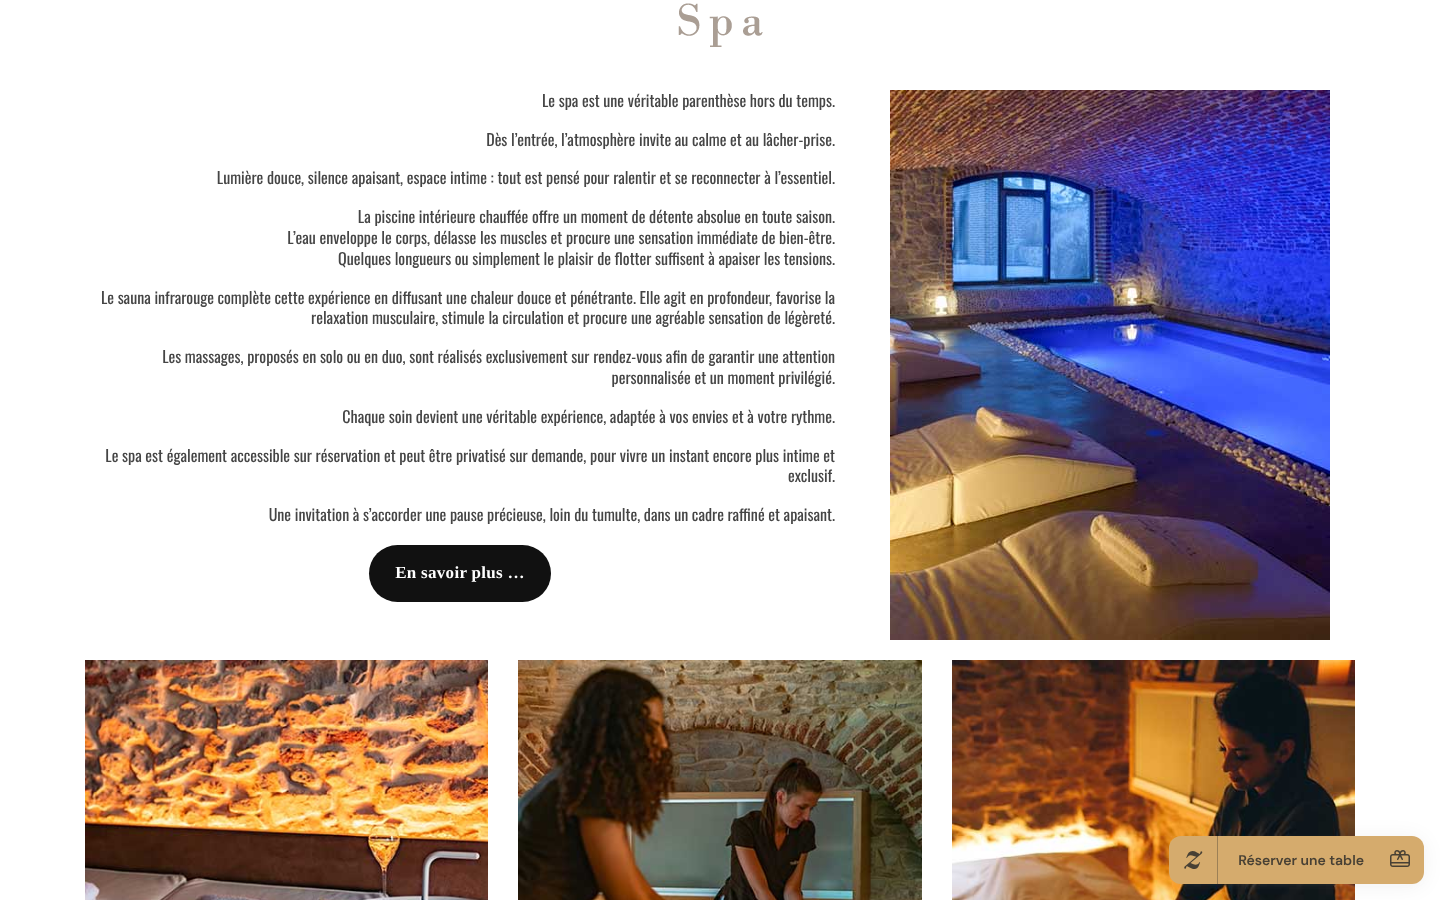 Spa
Le spa est une véritable parenthèse hors du temps.
Dès l’entrée, l’atmosphère invite au calme et au lâcher-prise.
Lumière douce, silence apaisant, espace intime : tout est pensé pour ralentir et se reconnecter à l’essentiel.
La piscine intérieure chauffée offre un moment de détente absolue en toute saison.
L’eau enveloppe le corps, délasse les muscles et procure une sensation immédiate de bien-être.
Quelques longueurs ou simplement le plaisir de flotter suffisent à apaiser les tensions.
Le sauna infrarouge complète cette expérience en diffusant une chaleur douce et pénétrante. Elle agit en profondeur, favorise la
relaxation musculaire, stimule la circulation et procure une agréable sensation de légèreté.
Les massages, proposés en solo ou en duo, sont réalisés exclusivement sur rendez-vous afin de garantir une attention
personnalisée et un moment privilégié.
Chaque soin devient une véritable expérience, adaptée à vos envies et à votre rythme.
Le spa est également accessible sur réservation et peut être privatisé sur demande, pour vivre un instant encore plus intime et
exclusif.
Une invitation à s’accorder une pause précieuse, loin du tumulte, dans un cadre raffiné et apaisant.
En savoir plus …
Réserver une table